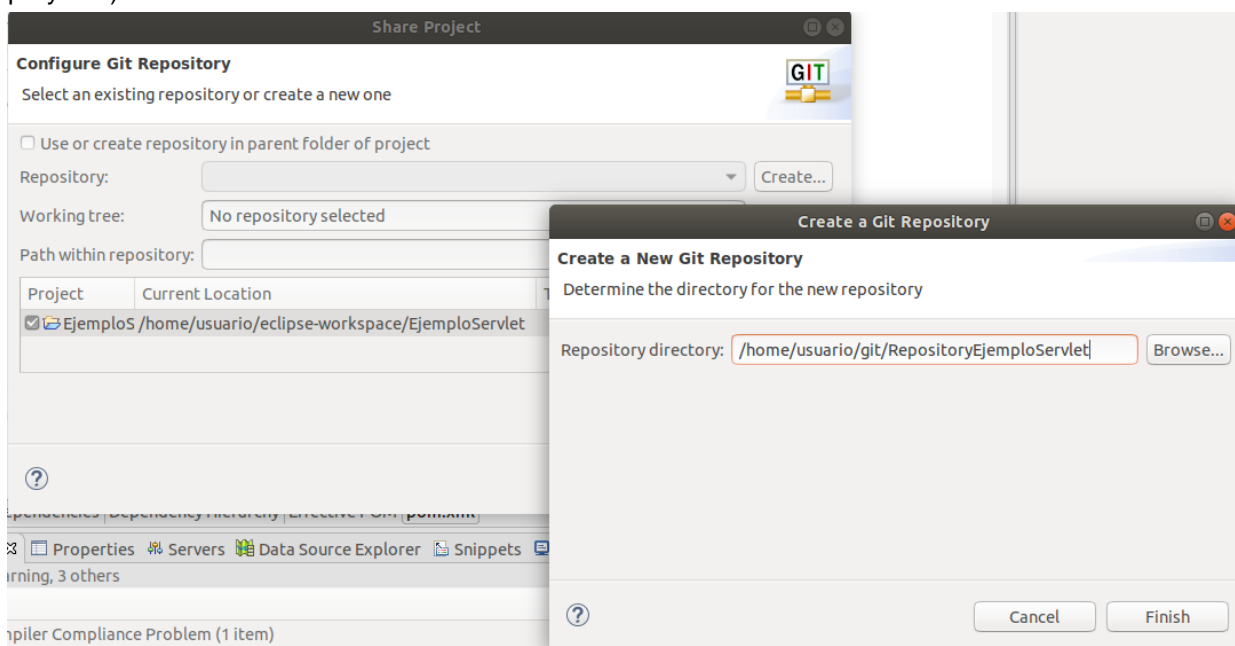 Share Project
Configure Git Repository
Select an existing repository or create a new one
GIT
Use or create repository in parent folder of project
Repository:
Create...
Working tree:
No repository selected
Path within repository:
Project Current Location
EjemploS /home/usuario/eclipse-workspace/EjemploServlet
Create a Git Repository
Create a New Git Repository
Determine the directory for the new repository
Repository directory: /home/usuario/git/RepositoryEjemploServlet Browse...
Cancel Finish
Properties Servers Data Source Explorer Snippets
rning, 3 others
piler Compliance Problem (1 item)